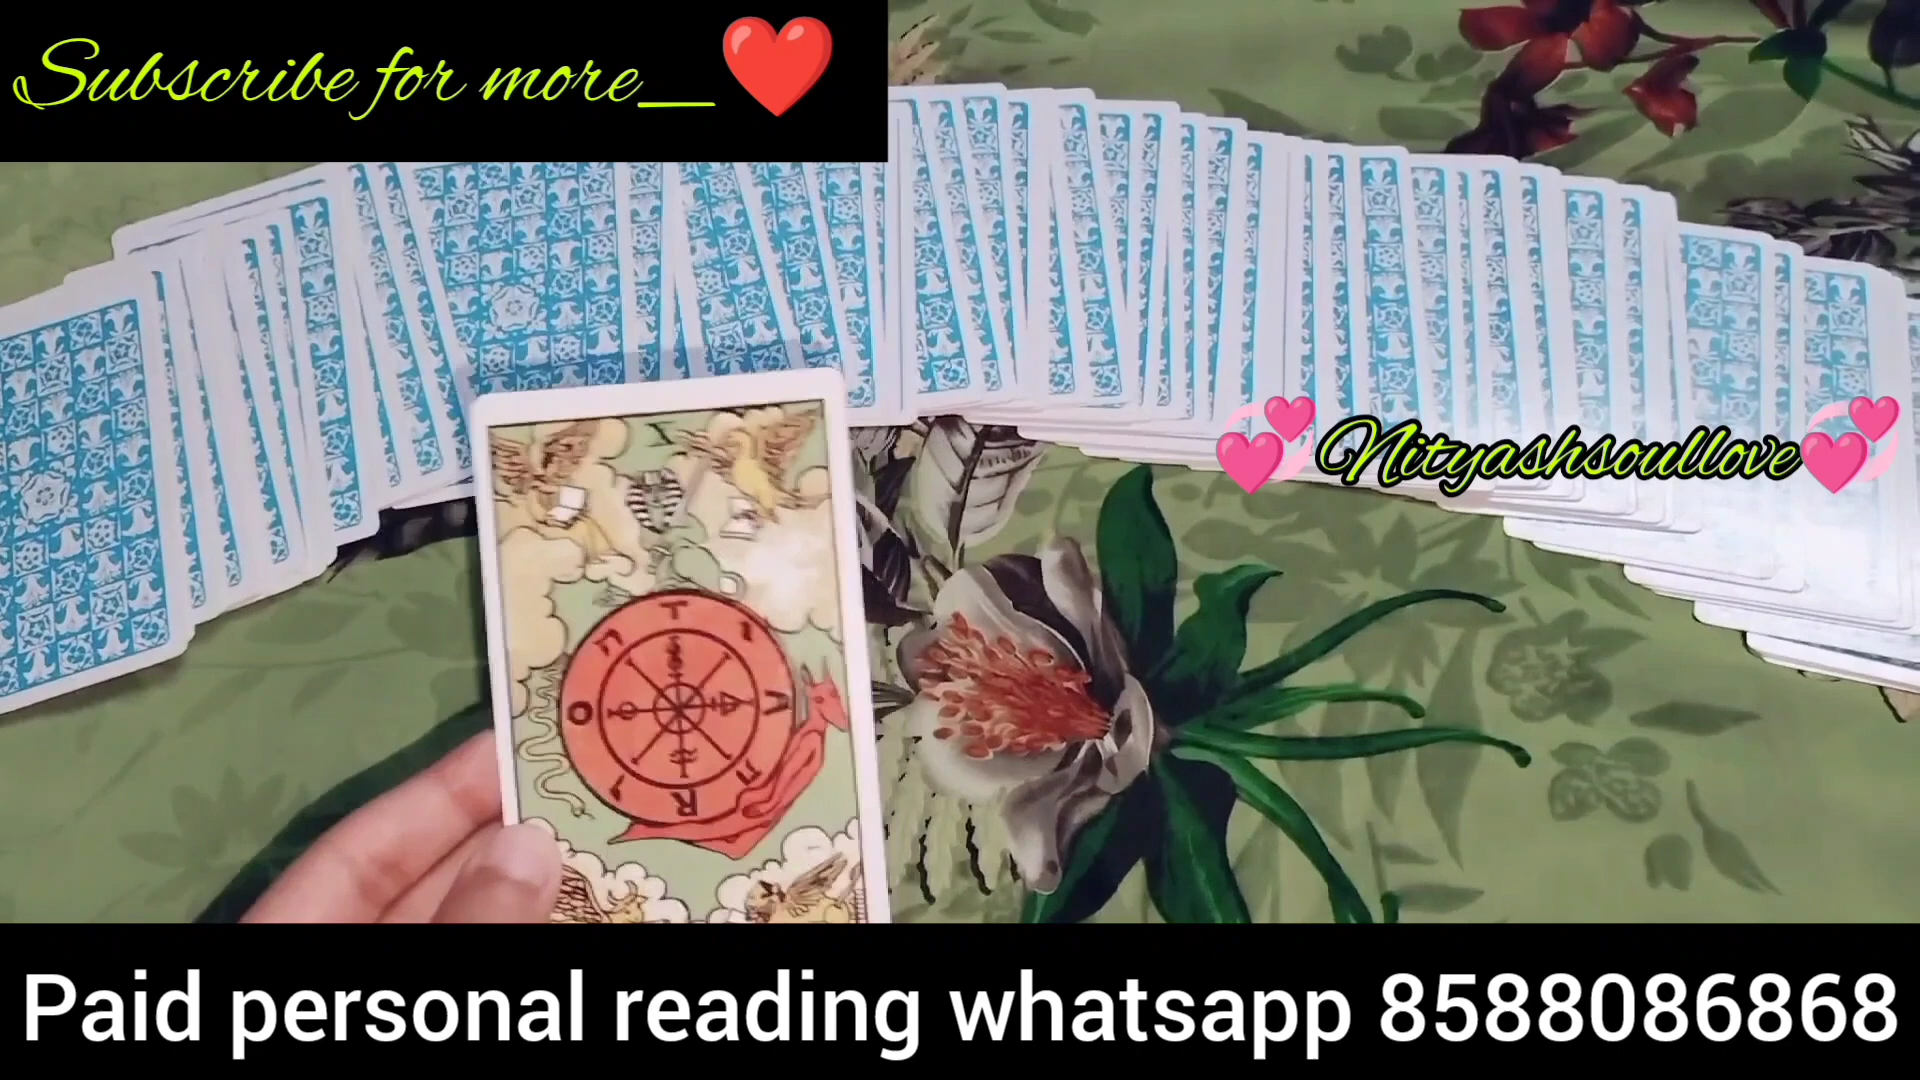 Subscribe for more_❤️
X
💞Nityashsoullove💞
Paid personal reading whatsapp 8588086868